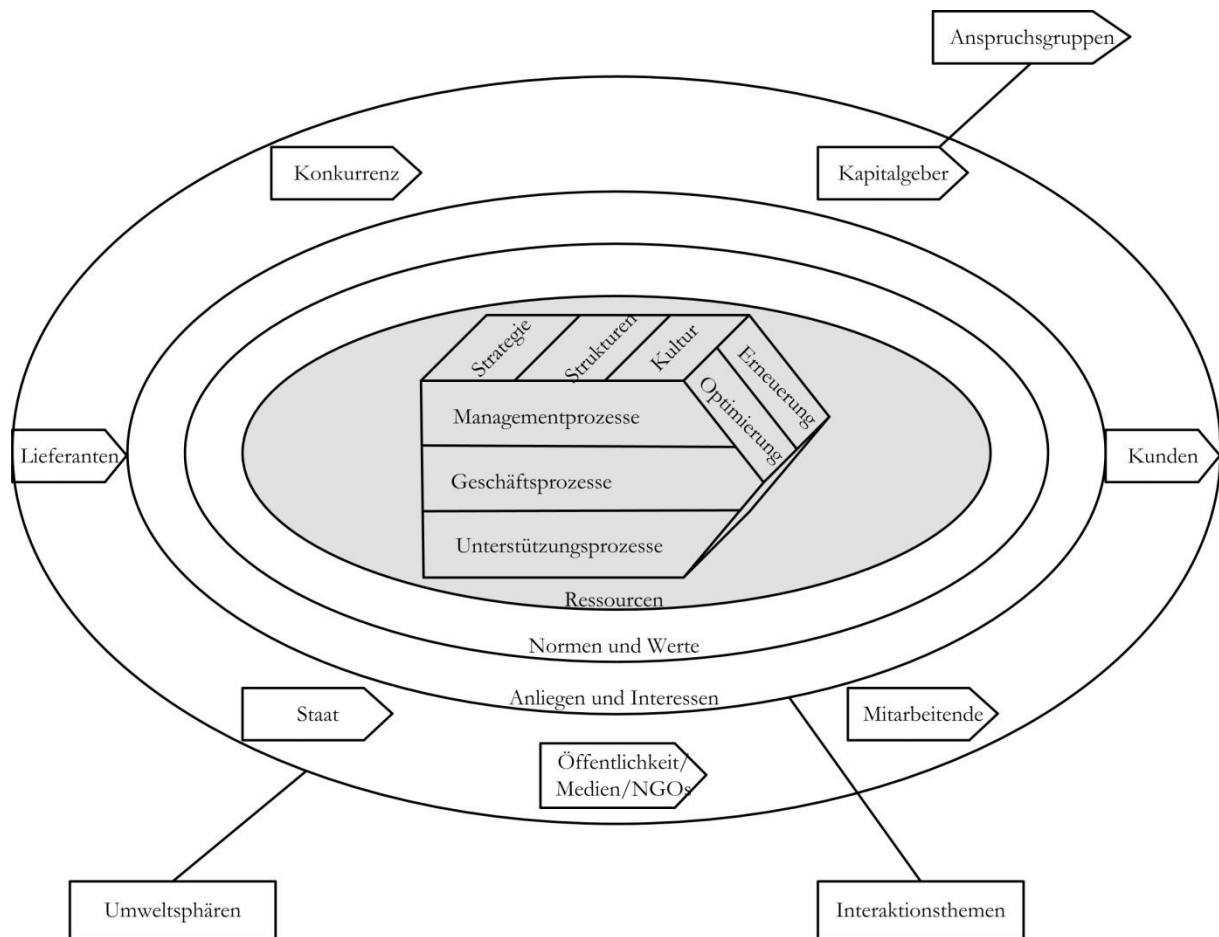 Anspruchsgruppen
Konkurrenz
Kapitalgeber
Strategie
Strukturen
Kultur
Erneuerung
Optimierung
Managementprozesse
Lieferanten
Kunden
Geschäftsprozesse
Unterstützungsprozesse
Ressourcen
Normen und Werte
Anliegen und Interessen
Staat
Mitarbeitende
Öffentlichkeit/
Medien/NGOs
Umweltsphären
Interaktionsthemen